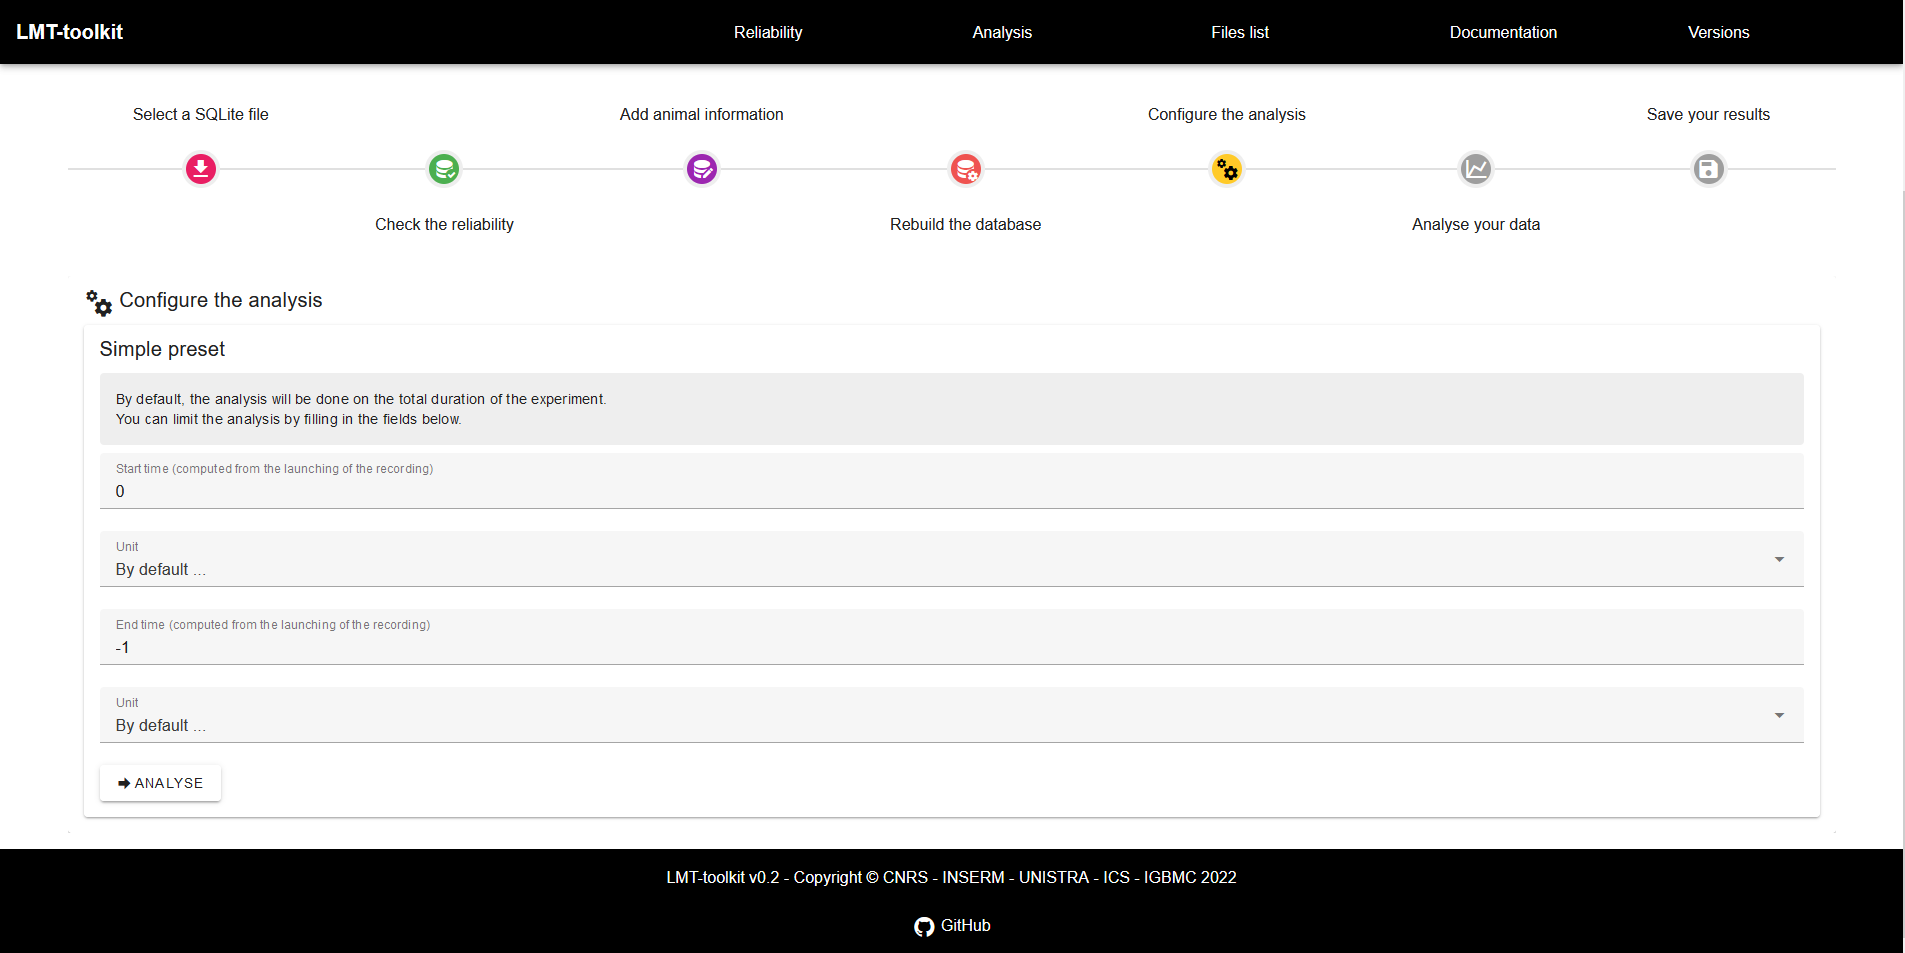 LMT-toolkit
Reliability
Analysis
Files list
Documentation
Versions
Select a SQLite file
Add animal information
Configure the analysis
Save your results
Check the reliability
Rebuild the database
Analyse your data
Configure the analysis
Simple preset
By default, the analysis will be done on the total duration of the experiment.
You can limit the analysis by filling in the fields below.
Start time (computed from the launching of the recording)
0
Unit
By default ...
End time (computed from the launching of the recording)
-1
Unit
By default ...
ANALYSE
LMT-toolkit v0.2 - Copyright © CNRS - INSERM - UNISTRA - ICS - IGBMC 2022
GitHub